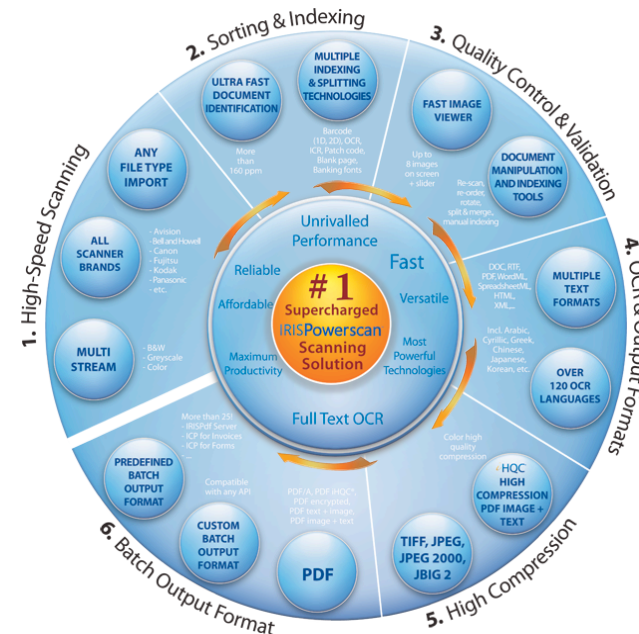 1. High-Speed Scanning
ANY
FILE TYPE
IMPORT
ALL
SCANNER
BRANDS
- Avision
- Bell and Howell
- Canon
- Fujitsu
- Kodak
- Panasonic
- etc.
MULTI
STREAM
- B&W
- Greyscale
- Color
2. Sorting & Indexing
ULTRA FAST
DOCUMENT
IDENTIFICATION
More
than
160 ppm
MULTIPLE
INDEXING
& SPLITTING
TECHNOLOGIES
Barcode
(1D, 2D), OCR,
ICR, Patch code,
Blank page,
Banking fonts
3. Quality Control & Validation
FAST IMAGE
VIEWER
Up to
8 images
on screen
+ slider
DOCUMENT
MANIPULATION
AND INDEXING
TOOLS
Re-scan,
re-order,
rotate,
split & merge,
manual indexing
4. OCR & Output Formats
MULTIPLE
TEXT
FORMATS
DOC, RTF,
PDF, WordML,
SpreadsheetML,
HTML,
XML,...
OVER
120 OCR
LANGUAGES
Incl. Arabic,
Cyrillic, Greek,
Chinese,
Japanese,
Korean, etc.
5. High Compression
HQC
HIGH
COMPRESSION
PDF IMAGE +
TEXT
Color high
quality
compression
TIFF, JPEG,
JPEG 2000,
JBIG 2
6. Batch Output Format
PREDEFINED
BATCH
OUTPUT
FORMAT
More than 25!
- IRISPdf Server
- ICP for Invoices
- ICP for Forms
- ...
CUSTOM
BATCH
OUTPUT
FORMAT
Compatible
with any API
PDF
PDF/A, PDF iHQC,
PDF encrypted,
PDF text + image,
PDF image + text
Unrivalled
Performance
Reliable
Fast
Affordable
Versatile
Maximum
Productivity
Most
Powerful
Technologies
Full Text OCR
# 1
Supercharged
IRISPowerscan
Scanning
Solution